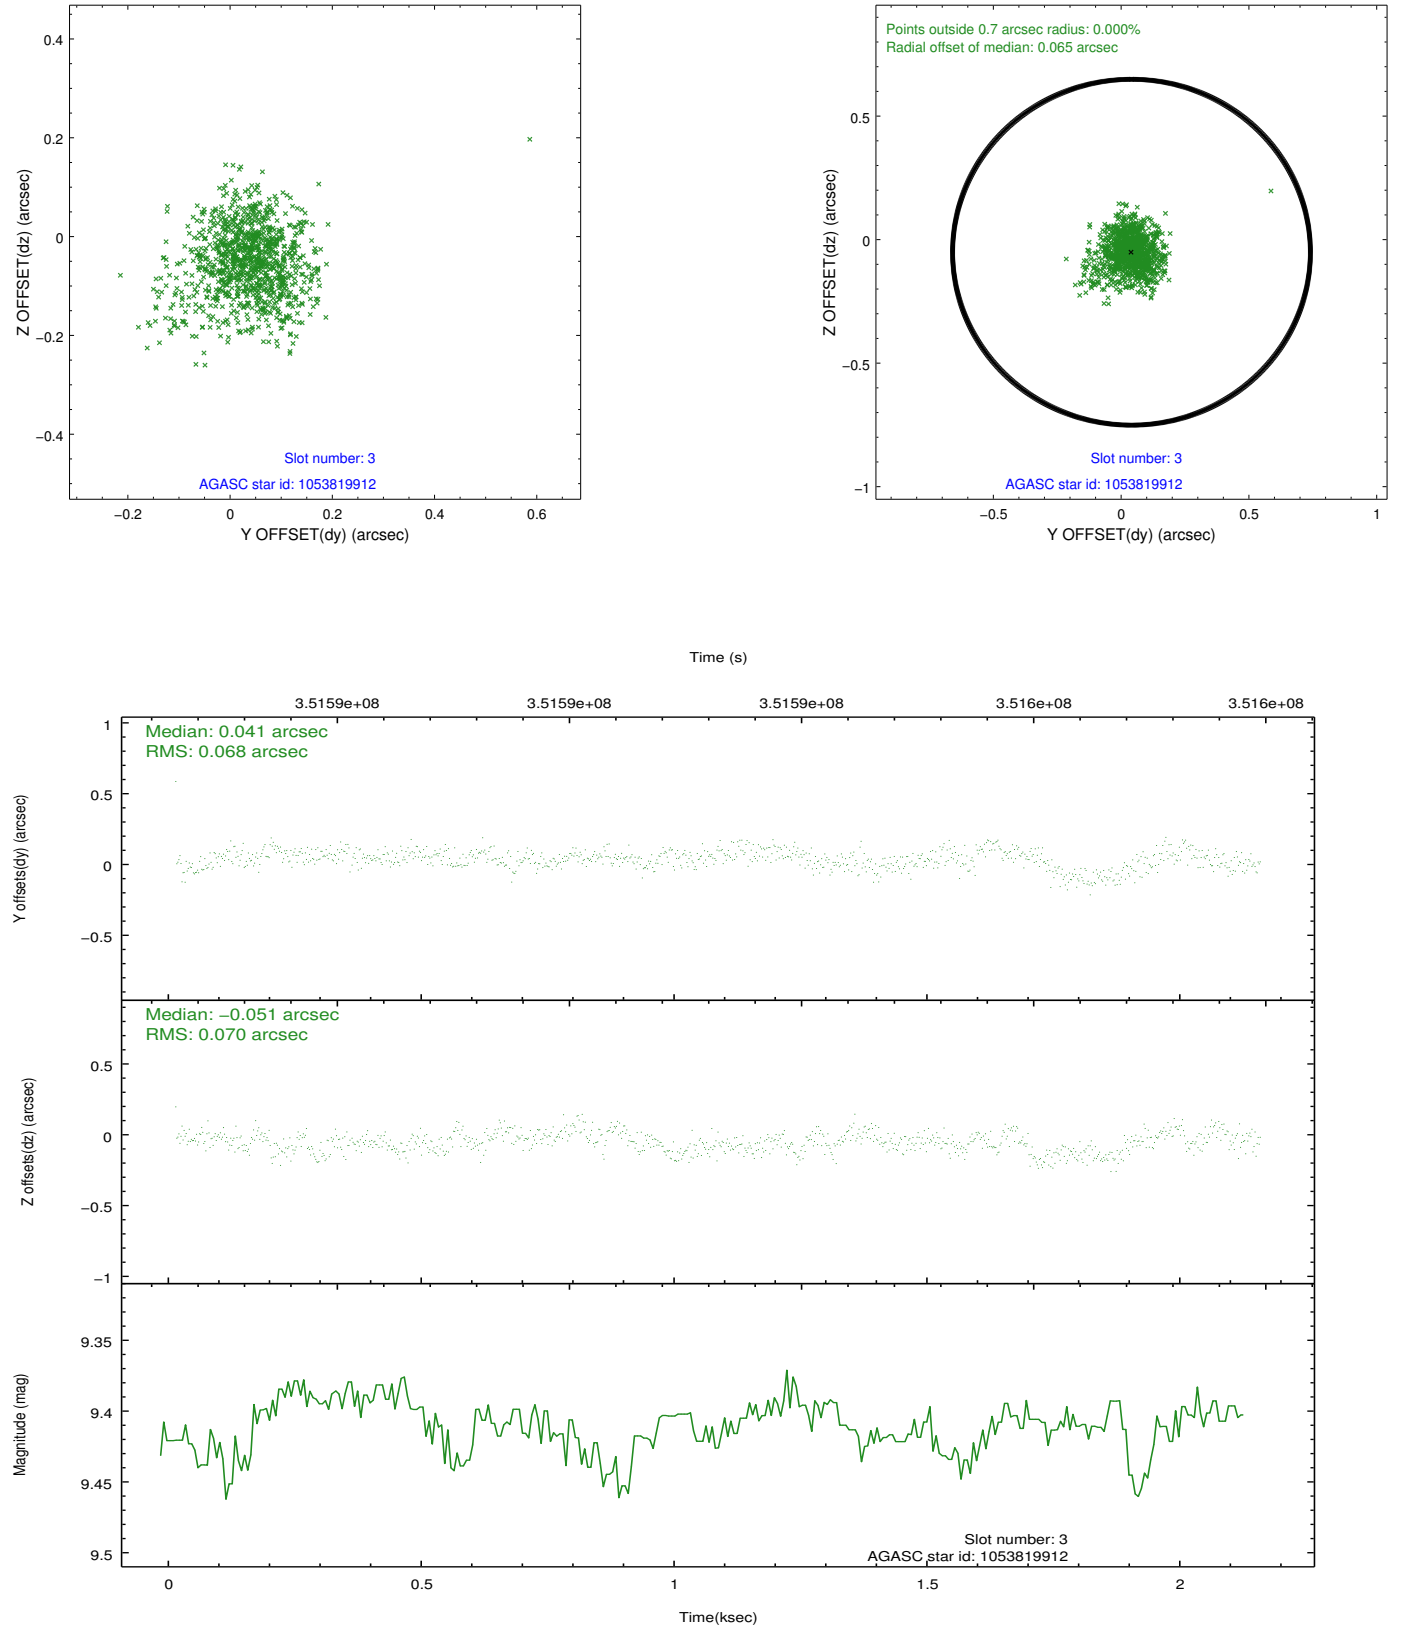 0.4
0.2
0
−0.2
−0.4
Z OFFSET(dz) (arcsec)
Slot number: 3
AGASC star id: 1053819912
−0.2 0 0.2 0.4 0.6
Y OFFSET(dy) (arcsec)
Points outside 0.7 arcsec radius: 0.000%
Radial offset of median: 0.065 arcsec
0.5
0
−0.5
−1
Z OFFSET(dz) (arcsec)
Slot number: 3
AGASC star id: 1053819912
−0.5 0 0.5 1
Y OFFSET(dy) (arcsec)
Time (s)
3.5159e+08 3.5159e+08 3.5159e+08 3.516e+08 3.516e+08
Median: 0.041 arcsec
RMS: 0.068 arcsec
1
0.5
0
−0.5
Y offsets(dy) (arcsec)
Median: −0.051 arcsec
RMS: 0.070 arcsec
0.5
0
−0.5
−1
Z offsets(dz) (arcsec)
9.35
9.4
9.45
9.5
Magnitude (mag)
Slot number: 3
AGASC star id: 1053819912
0 0.5 1 1.5 2
Time(ksec)